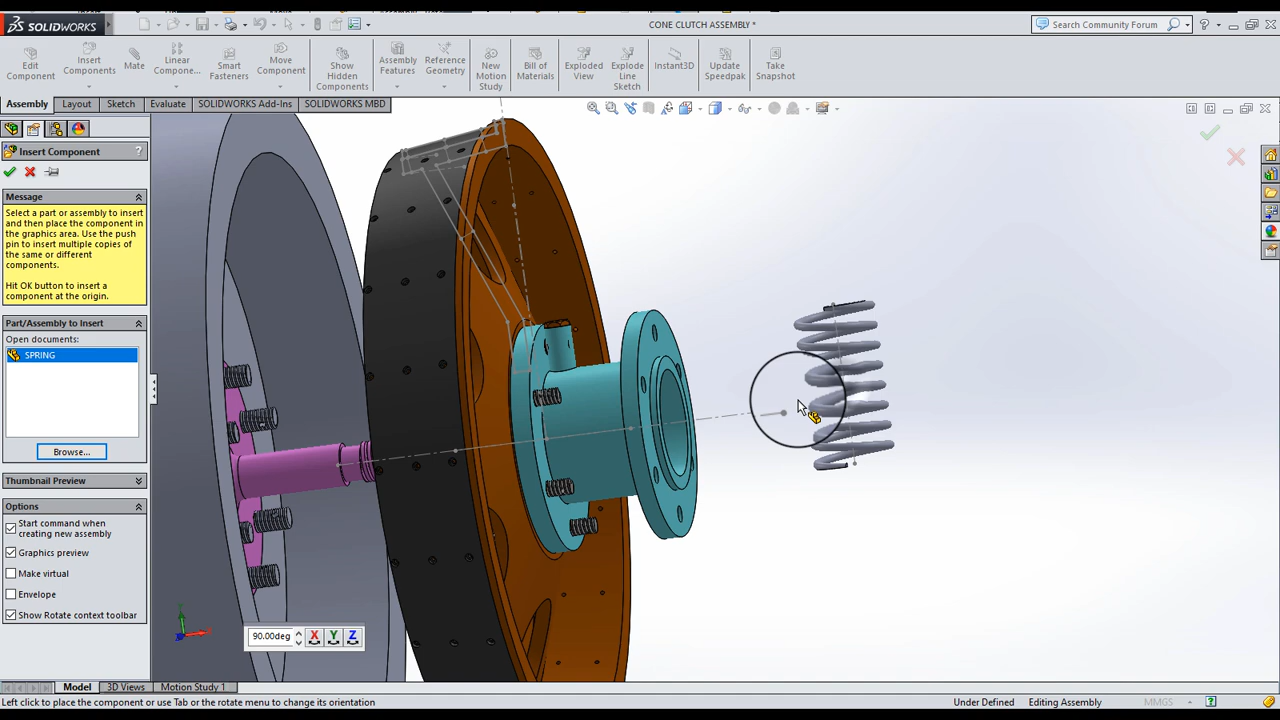 SOLIDWORKS
CONE CLUTCH ASSEMBLY *
Search Community Forum
Edit Component
Insert Components
Mate
Linear Compone...
Smart Fasteners
Move Component
Show Hidden Components
Assembly Features
Reference Geometry
New Motion Study
Bill of Materials
Exploded View
Explode Line Sketch
Instant3D
Update Speedpak
Take Snapshot
Assembly
Layout
Sketch
Evaluate
SOLIDWORKS Add-Ins
SOLIDWORKS MBD
Insert Component
?
Message
Select a part or assembly to insert
and then place the component in
the graphics area. Use the push
pin to insert multiple copies of
the same or different
components.
Hit OK button to insert a
component at the origin.
Part/Assembly to Insert
Open documents:
SPRING
Browse...
Thumbnail Preview
Options
Start command when
creating new assembly
Graphics preview
Make virtual
Envelope
Show Rotate context toolbar
90.00deg
X Y Z
Model
3D Views
Motion Study 1
Left click to place the component or use Tab or the rotate menu to change its orientation
Under Defined
Editing Assembly
MMGS